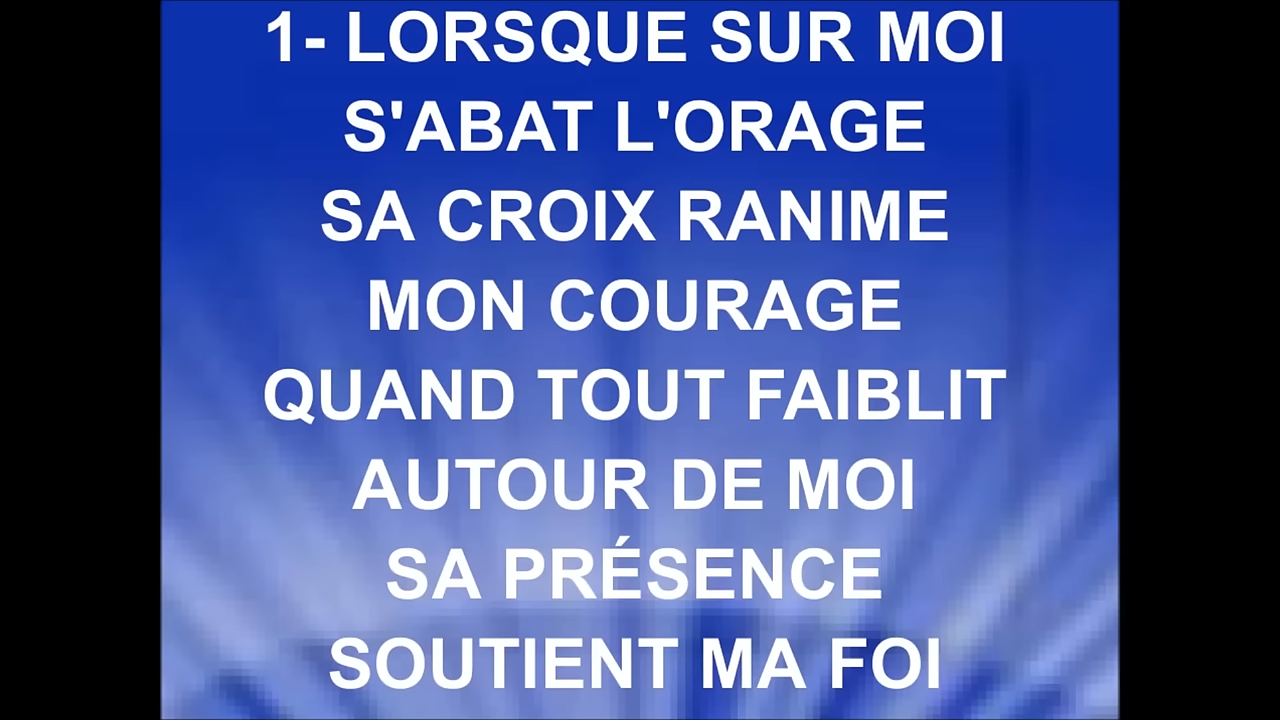 1- LORSQUE SUR MOI
S'ABAT L'ORAGE
SA CROIX RANIME
MON COURAGE
QUAND TOUT FAIBLIT
AUTOUR DE MOI
SA PRÉSENCE
SOUTIENT MA FOI